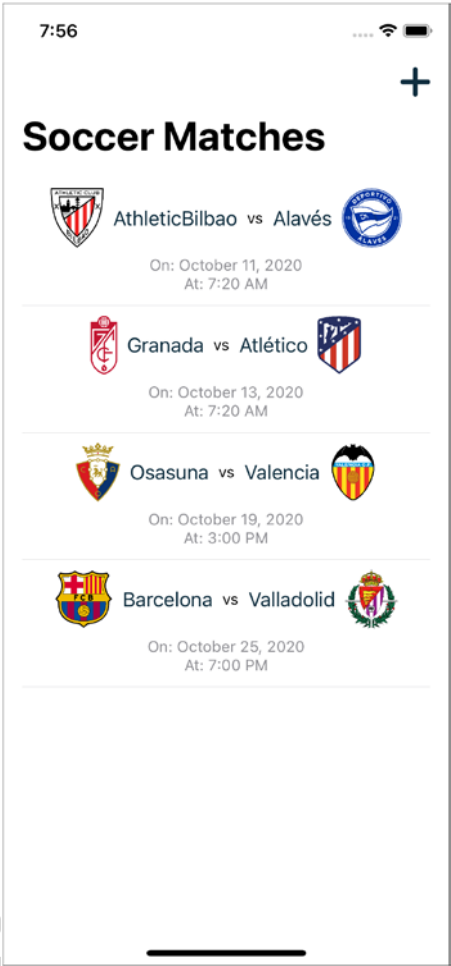 7:56
Soccer Matches
AthleticBilbao vs Alavés
On: October 11, 2020
At: 7:20 AM
Granada vs Atlético
On: October 13, 2020
At: 7:20 AM
Osasuna vs Valencia
On: October 19, 2020
At: 3:00 PM
Barcelona vs Valladolid
On: October 25, 2020
At: 7:00 PM